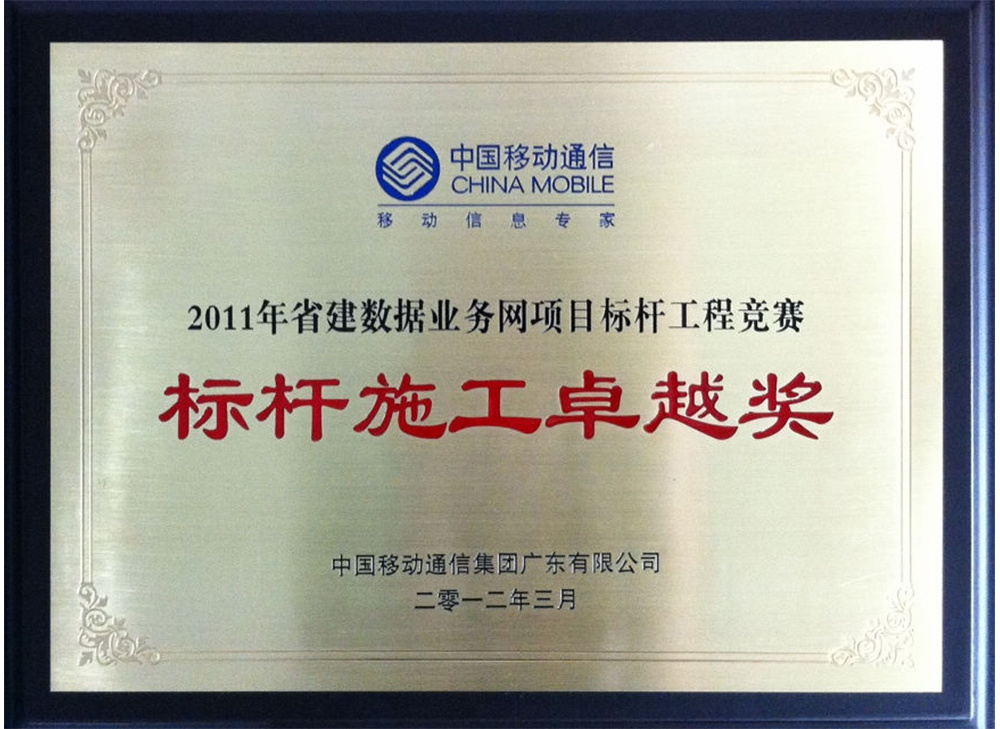 中国移动通信
CHINA MOBILE
移动信息专家
2011年省建数据业务网项目标杆工程竞赛
标杆施工卓越奖
中国移动通信集团广东有限公司
二零一二年三月